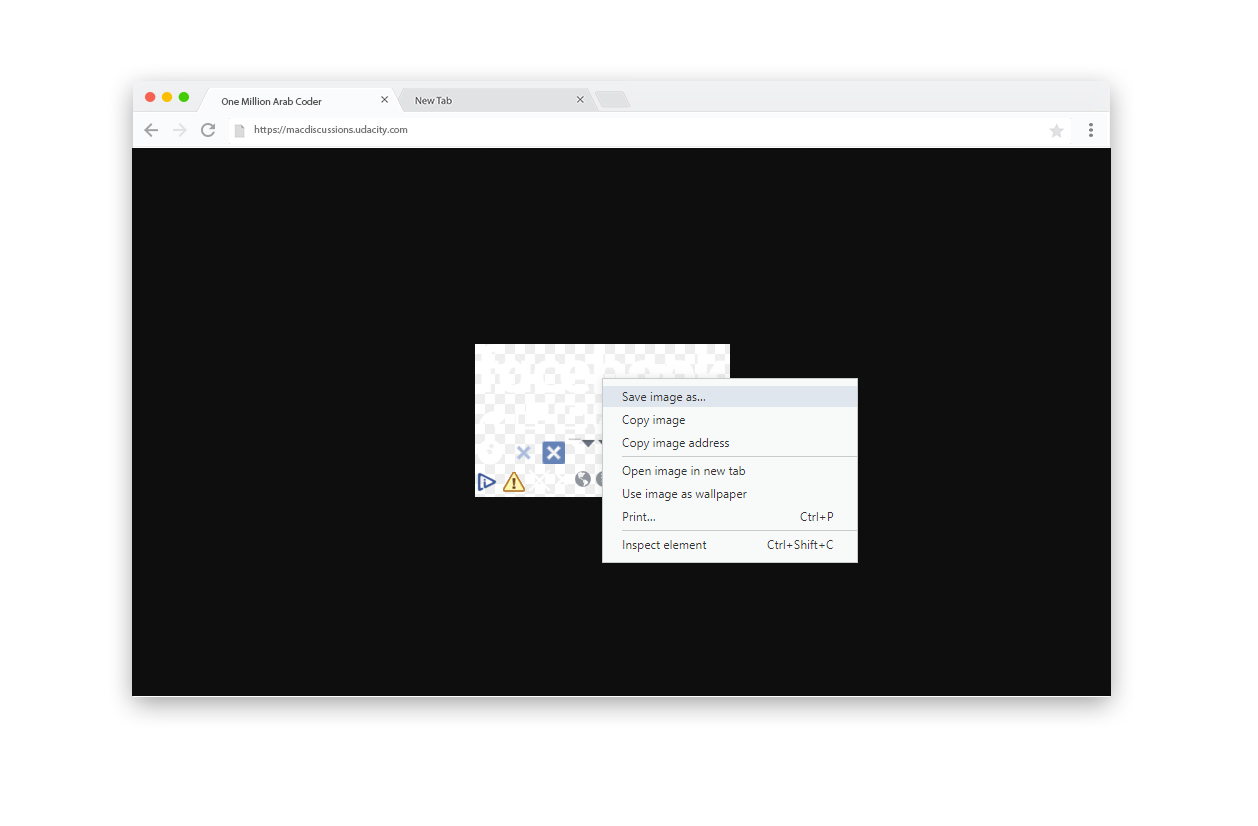 One Million Arab Coder
New Tab
https://macdiscussions.udacity.com
Save image as...
Copy image
Copy image address
Open image in new tab
Use image as wallpaper
Print... Ctrl+P
Inspect element Ctrl+Shift+C